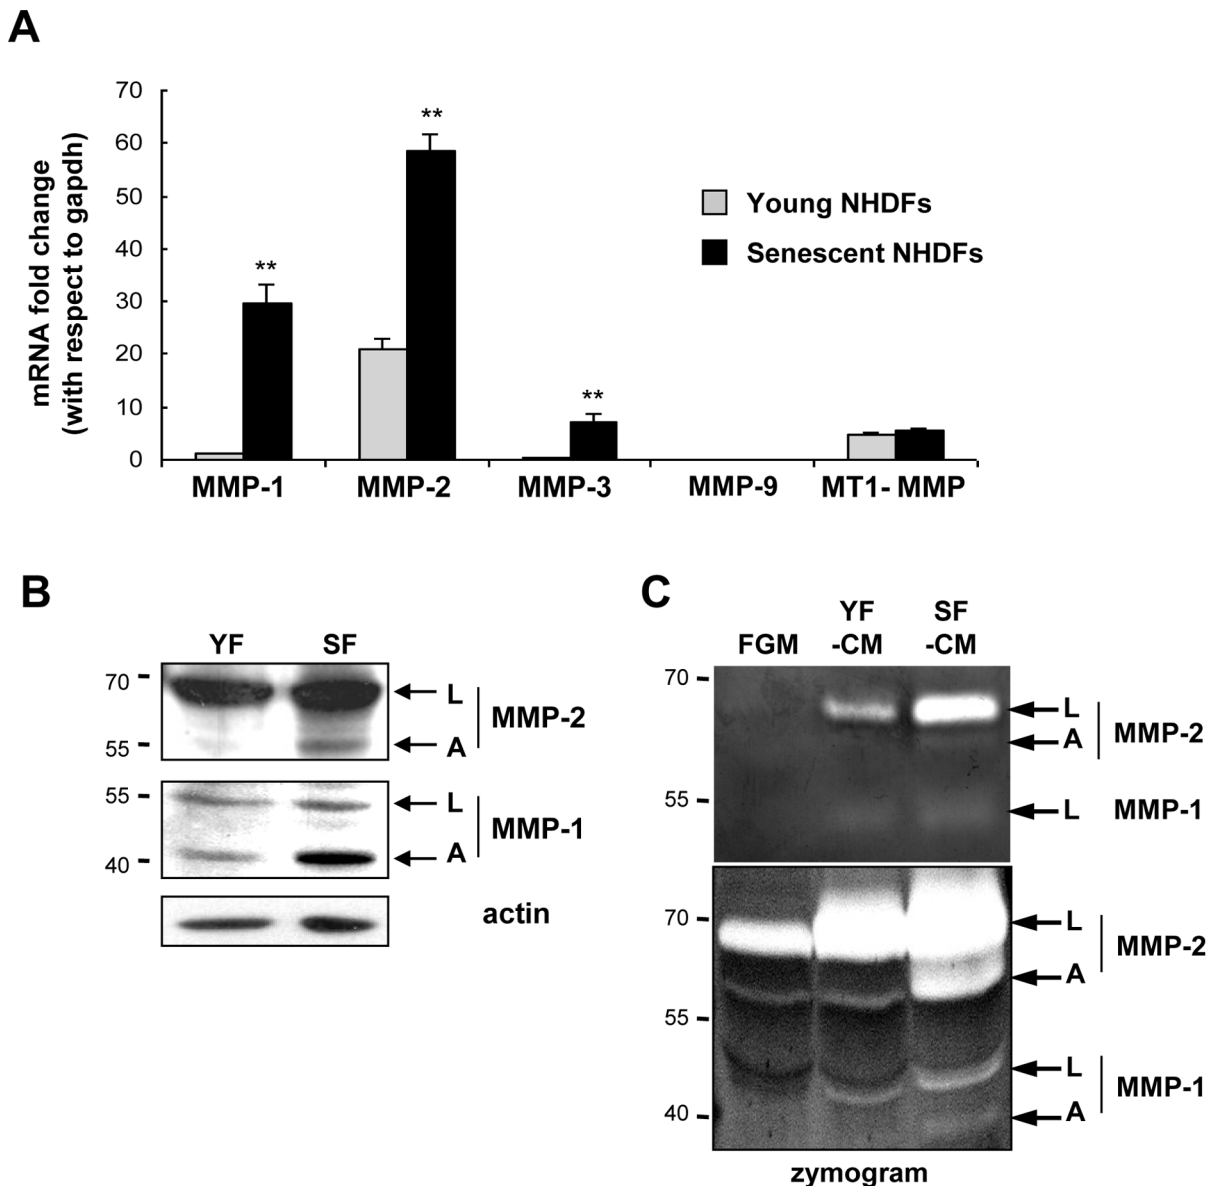 A
mRNA fold change
(with respect to gapdh)
70
60
50
40
30
20
10
0
**
**
**
Young NHDFs
Senescent NHDFs
MMP-1
MMP-2
MMP-3
MMP-9
MT1- MMP
B
YF
SF
70
55
L
A
MMP-2
55
40
L
A
MMP-1
actin
C
FGM
YF
-CM
SF
-CM
70
55
L
A
MMP-2
L
MMP-1
70
55
40
L
A
MMP-2
L
A
MMP-1
zymogram